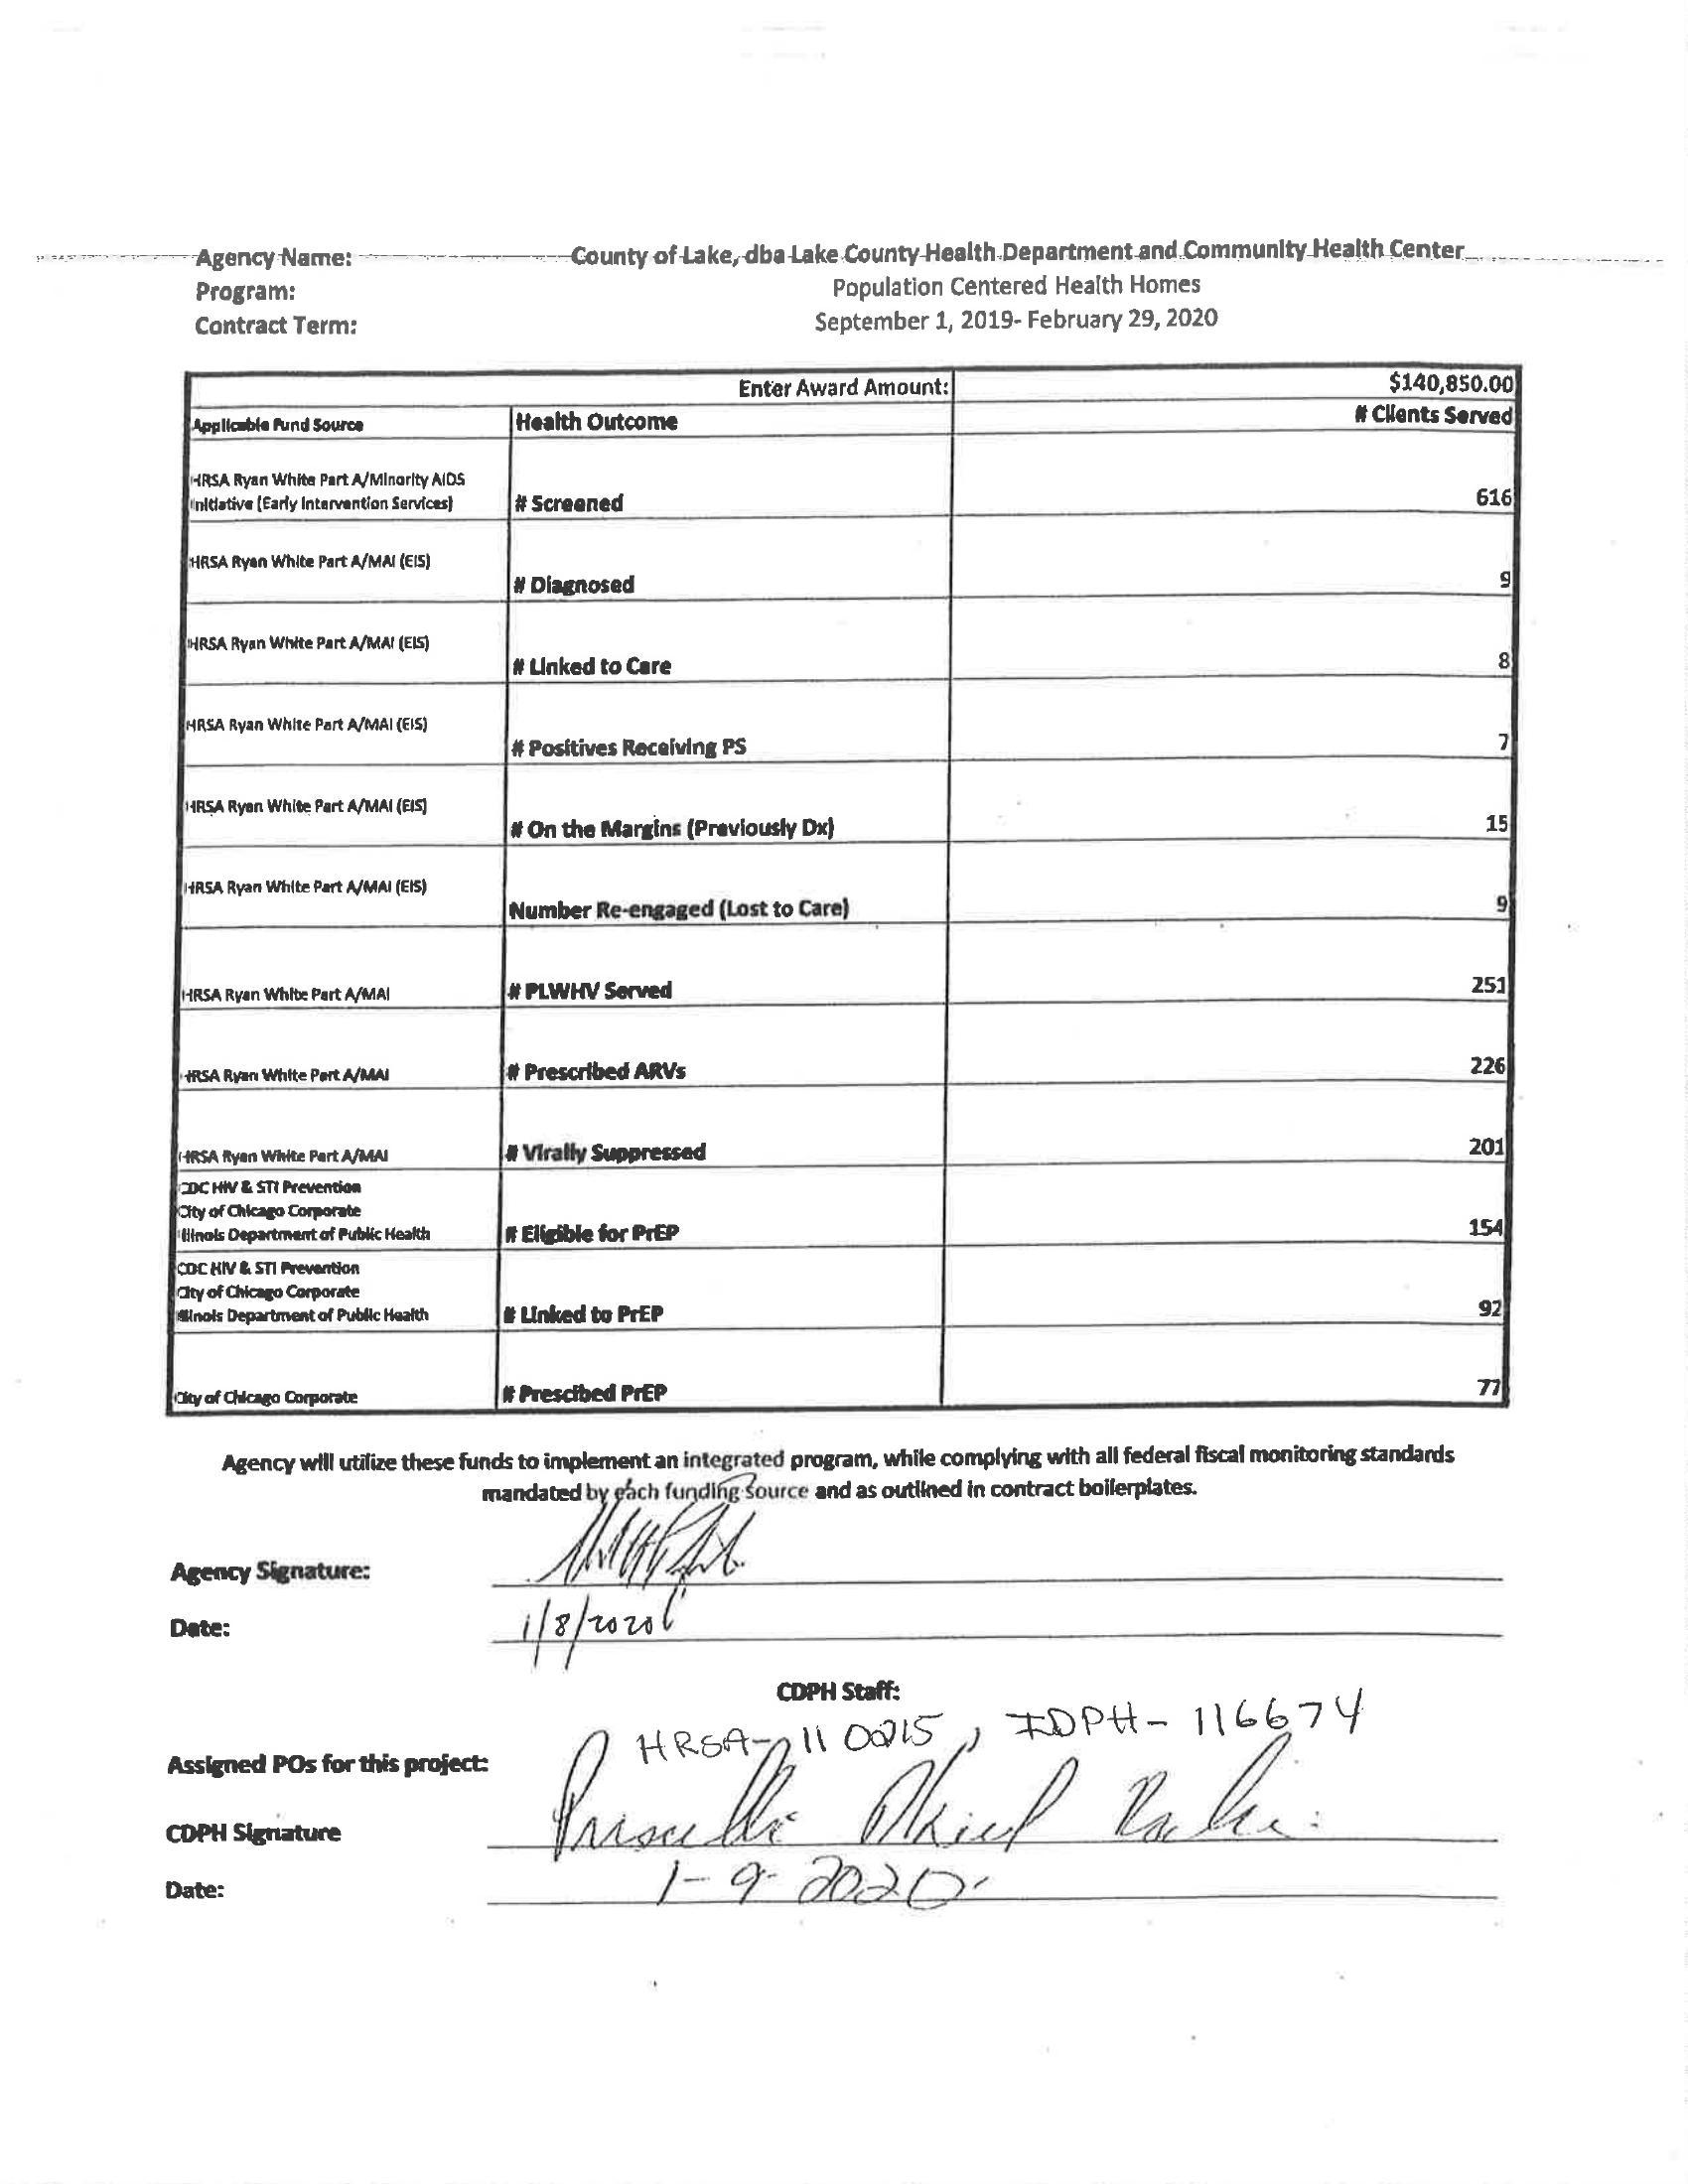 Agency Name: County of Lake, dba Lake County Health Department and Community Health Center
Program: Population Centered Health Homes
Contract Term: September 1, 2019- February 29, 2020
Enter Award Amount: $140,850.00
Applicable Fund Source Health Outcome # Clients Served
HRSA Ryan White Part A/Minority AIDS
Initiative (Early Intervention Services) # Screened 616
HRSA Ryan White Part A/MAI (EIS)
# Diagnosed 9
HRSA Ryan White Part A/MAI (EIS)
# Linked to Care 8
HRSA Ryan White Part A/MAI (EIS)
# Positives Receiving PS 7
HRSA Ryan White Part A/MAI (EIS)
# On the Margins (Previously Dx) 15
HRSA Ryan White Part A/MAI (EIS)
Number Re-engaged (Lost to Care) 9
HRSA Ryan White Part A/MAI # PLWHV Served 251
HRSA Ryan White Part A/MAI # Prescribed ARVs 226
HRSA Ryan White Part A/MAI # Virally Suppressed 201
CDC HIV & STI Prevention
City of Chicago Corporate
Illinois Department of Public Health # Eligible for PrEP 154
CDC HIV & STI Prevention
City of Chicago Corporate
Illinois Department of Public Health # Linked to PrEP 92
City of Chicago Corporate # Prescibed PrEP 77
Agency will utilize these funds to implement an integrated program, while complying with all federal fiscal monitoring standards
mandated by each funding source and as outlined in contract boilerplates.
Agency Signature:
Date: 1/8/2020
CDPH Staff:
Assigned POs for this project: HRSA- 110215, IDPH- 116674
CDPH Signature
Date: 1-9-2020